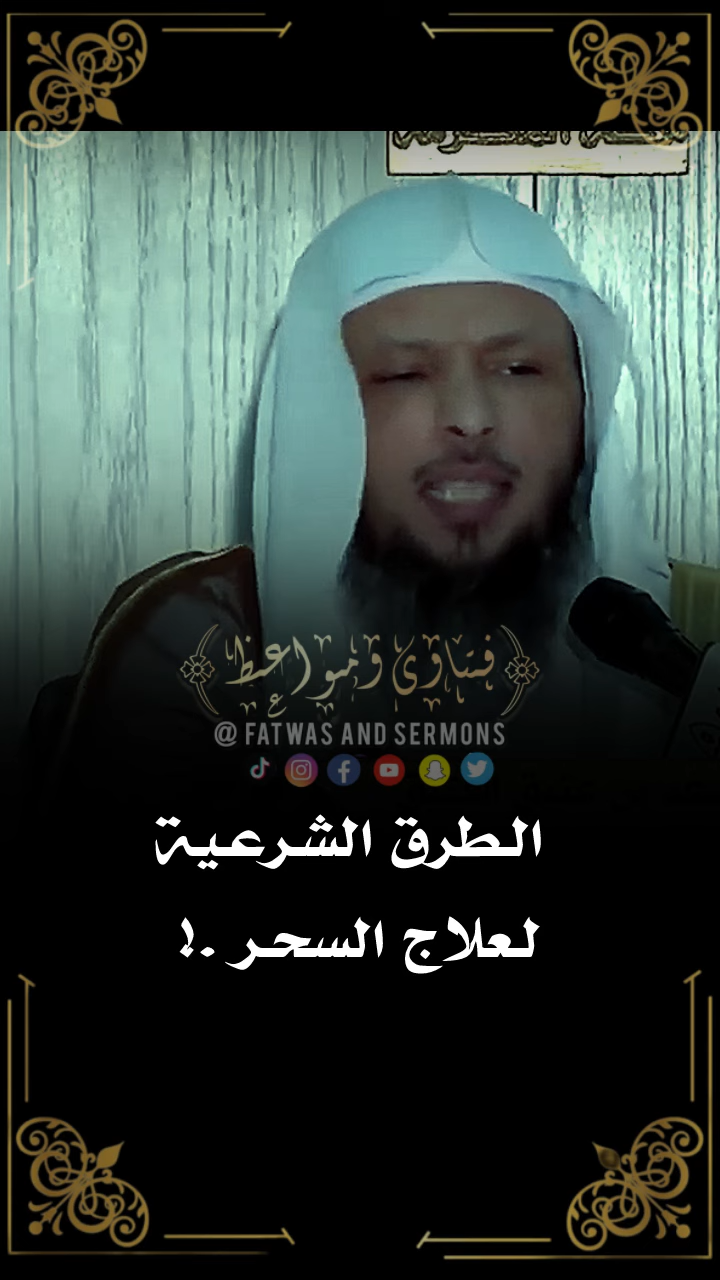 فتاوى ومواعظ
@ FATWAS AND SERMONS
الطرق الشرعية
لعلاج السحر .!